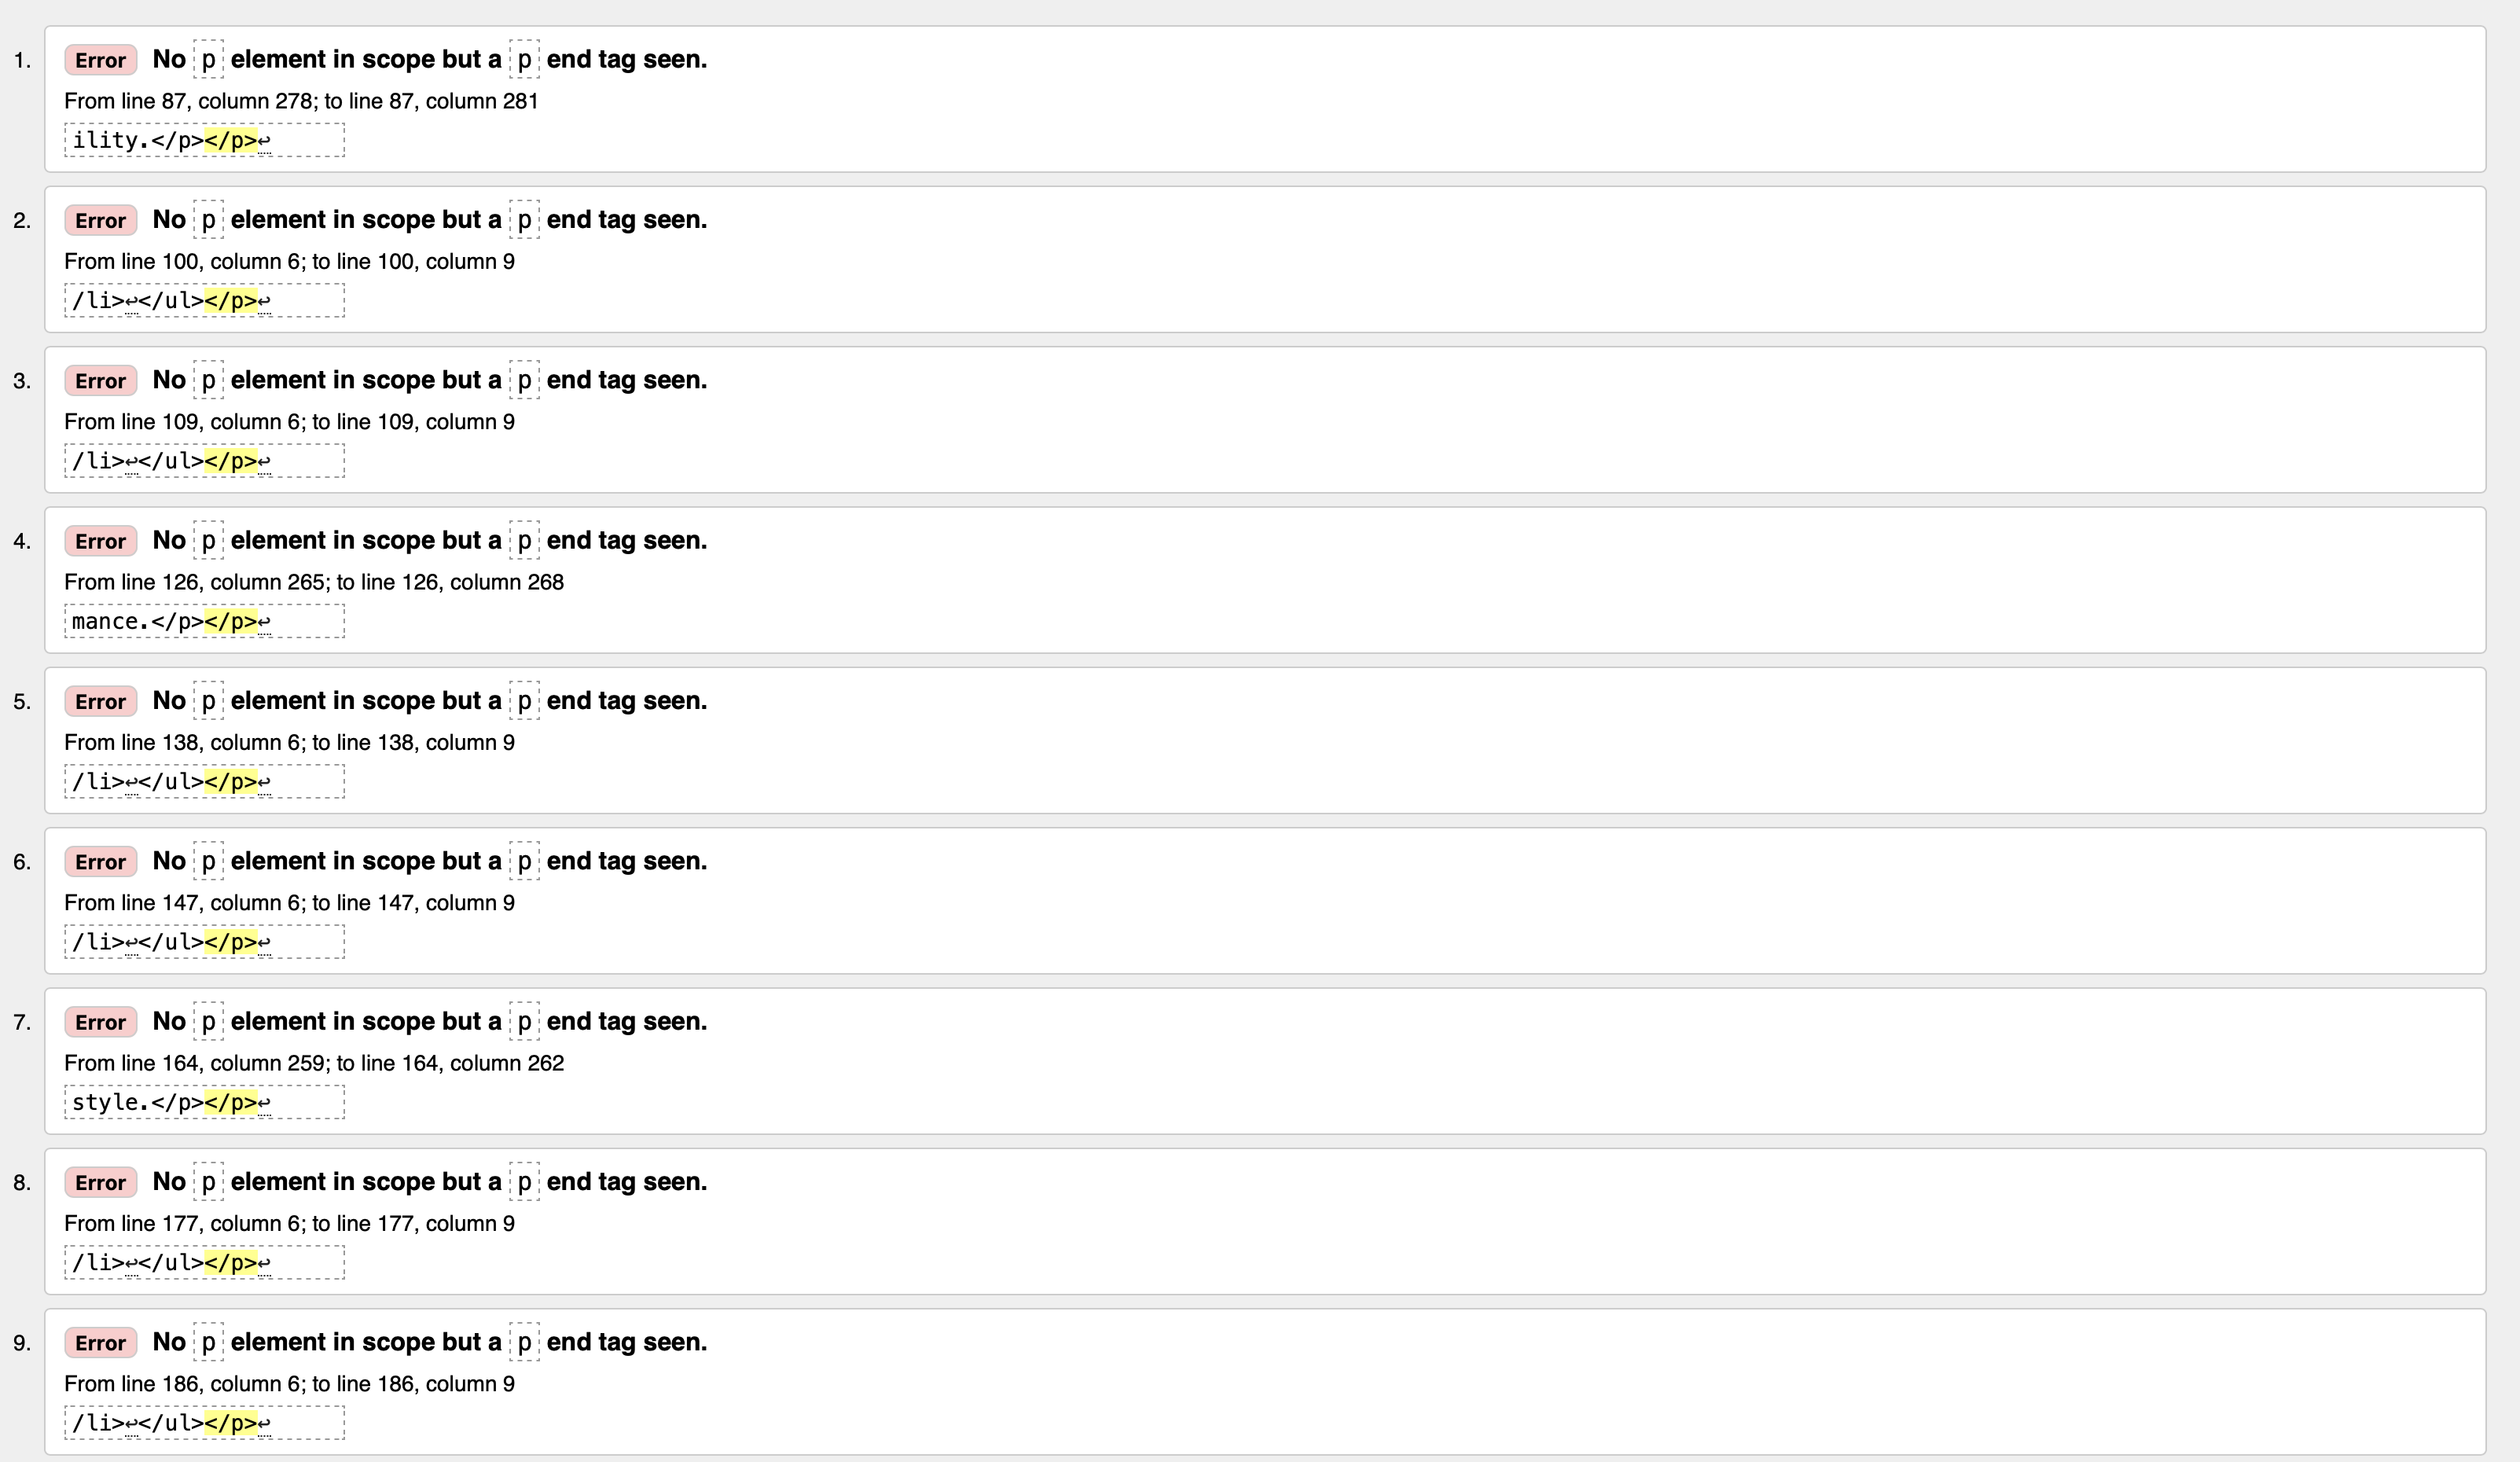 1. Error No p element in scope but a p end tag seen.
From line 87, column 278; to line 87, column 281
ility.</p></p>↩
2. Error No p element in scope but a p end tag seen.
From line 100, column 6; to line 100, column 9
/li>↩</ul></p>↩
3. Error No p element in scope but a p end tag seen.
From line 109, column 6; to line 109, column 9
/li>↩</ul></p>↩
4. Error No p element in scope but a p end tag seen.
From line 126, column 265; to line 126, column 268
mance.</p></p>↩
5. Error No p element in scope but a p end tag seen.
From line 138, column 6; to line 138, column 9
/li>↩</ul></p>↩
6. Error No p element in scope but a p end tag seen.
From line 147, column 6; to line 147, column 9
/li>↩</ul></p>↩
7. Error No p element in scope but a p end tag seen.
From line 164, column 259; to line 164, column 262
style.</p></p>↩
8. Error No p element in scope but a p end tag seen.
From line 177, column 6; to line 177, column 9
/li>↩</ul></p>↩
9. Error No p element in scope but a p end tag seen.
From line 186, column 6; to line 186, column 9
/li>↩</ul></p>↩